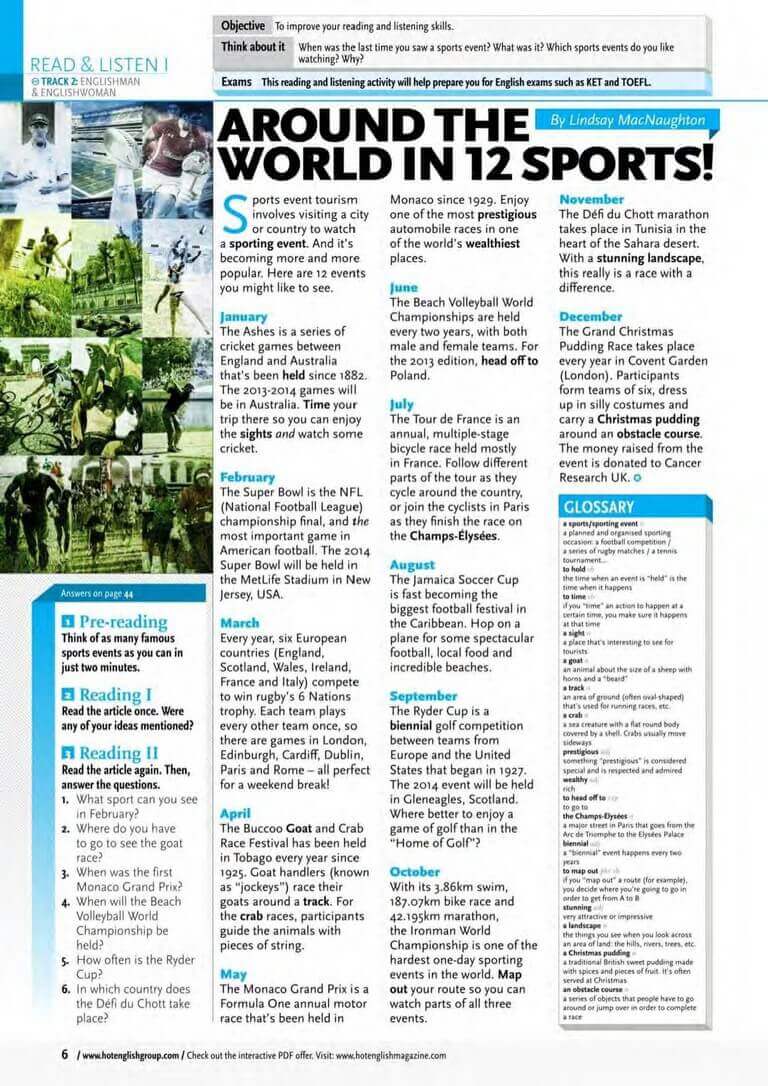 Objective To improve your reading and listening skills.
Think about it When was the last time you saw a sports event? What was it? Which sports events do you like
watching? Why?
Exams This reading and listening activity will help prepare you for English exams such as KET and TOEFL.
READ & LISTEN I
TRACK 2: ENGLISHMAN
& ENGLISHWOMAN
AROUND THE
WORLD IN 12 SPORTS!
By Lindsay MacNaughton
Sports event tourism
involves visiting a city
or country to watch
a sporting event. And it's
becoming more and more
popular. Here are 12 events
you might like to see.
January
The Ashes is a series of
cricket games between
England and Australia
that's been held since 1882.
The 2013-2014 games will
be in Australia. Time your
trip there so you can enjoy
the sights and watch some
cricket.
February
The Super Bowl is the NFL
(National Football League)
championship final, and the
most important game in
American football. The 2014
Super Bowl will be held in
the MetLife Stadium in New
Jersey, USA.
March
Every year, six European
countries (England,
Scotland, Wales, Ireland,
France and Italy) compete
to win rugby's 6 Nations
trophy. Each team plays
every other team once, so
there are games in London,
Edinburgh, Cardiff, Dublin,
Paris and Rome – all perfect
for a weekend break!
April
The Buccoo Goat and Crab
Race Festival has been held
in Tobago every year since
1925. Goat handlers (known
as "jockeys") race their
goats around a track. For
the crab races, participants
guide the animals with
pieces of string.
May
The Monaco Grand Prix is a
Formula One annual motor
race that's been held in
Monaco since 1929. Enjoy
one of the most prestigious
automobile races in one
of the world's wealthiest
places.
June
The Beach Volleyball World
Championships are held
every two years, with both
male and female teams. For
the 2013 edition, head off to
Poland.
July
The Tour de France is an
annual, multiple-stage
bicycle race held mostly
in France. Follow different
parts of the tour as they
cycle around the country,
or join the cyclists in Paris
as they finish the race on
the Champs-Élysées.
August
The Jamaica Soccer Cup
is fast becoming the
biggest football festival in
the Caribbean. Hop on a
plane for some spectacular
football, local food and
incredible beaches.
September
The Ryder Cup is a
biennial golf competition
between teams from
Europe and the United
States that began in 1927.
The 2014 event will be held
in Gleneagles, Scotland.
Where better to enjoy a
game of golf than in the
"Home of Golf"?
October
With its 3.86km swim,
187.07km bike race and
42.195km marathon,
the Ironman World
Championship is one of the
hardest one-day sporting
events in the world. Map
out your route so you can
watch parts of all three
events.
November
The Défi du Chott marathon
takes place in Tunisia in the
heart of the Sahara desert.
With a stunning landscape,
this really is a race with a
difference.
December
The Grand Christmas
Pudding Race takes place
every year in Covent Garden
(London). Participants
form teams of six, dress
up in silly costumes and
carry a Christmas pudding
around an obstacle course.
The money raised from the
event is donated to Cancer
Research UK.
GLOSSARY
a sports/sporting event n
a planned and organised sporting
occasion: a football competition /
a series of rugby matches / a tennis
tournament...
to hold vb
the time when an event is "held" is the
time when it happens
to time vb
if you "time" an action to happen at a
certain time, you make sure it happens
at that time
a sight n
a place that's interesting to see for
tourists
a goat n
an animal about the size of a sheep with
horns and a "beard"
a track n
an area of ground (often oval-shaped)
that's used for running races, etc.
a crab n
a sea creature with a flat round body
covered by a shell. Crabs usually move
sideways
prestigious adj
something "prestigious" is considered
special and is respected and admired
wealthy adj
rich
to head off to exp
to go to
the Champs-Elysées n
a major street in Paris that goes from the
Arc de Triomphe to the Elysées Palace
biennial adj
a "biennial" event happens every two
years
to map out phr vb
if you "map out" a route (for example),
you decide where you're going to go in
order to get from A to B
stunning adj
very attractive or impressive
a landscape n
the things you see when you look across
an area of land: the hills, rivers, trees, etc.
a Christmas pudding n
a traditional British sweet pudding made
with spices and pieces of fruit. It's often
served at Christmas
an obstacle course n
a series of objects that people have to go
around or jump over in order to complete
a race
Answers on page 44
1 Pre-reading
Think of as many famous
sports events as you can in
just two minutes.
2 Reading I
Read the article once. Were
any of your ideas mentioned?
3 Reading II
Read the article again. Then,
answer the questions.
1. What sport can you see
in February?
2. Where do you have
to go to see the goat
race?
3. When was the first
Monaco Grand Prix?
4. When will the Beach
Volleyball World
Championship be
held?
5. How often is the Ryder
Cup?
6. In which country does
the Défi du Chott take
place?
6 / www.hotenglishgroup.com / Check out the interactive PDF offer. Visit: www.hotenglishmagazine.com